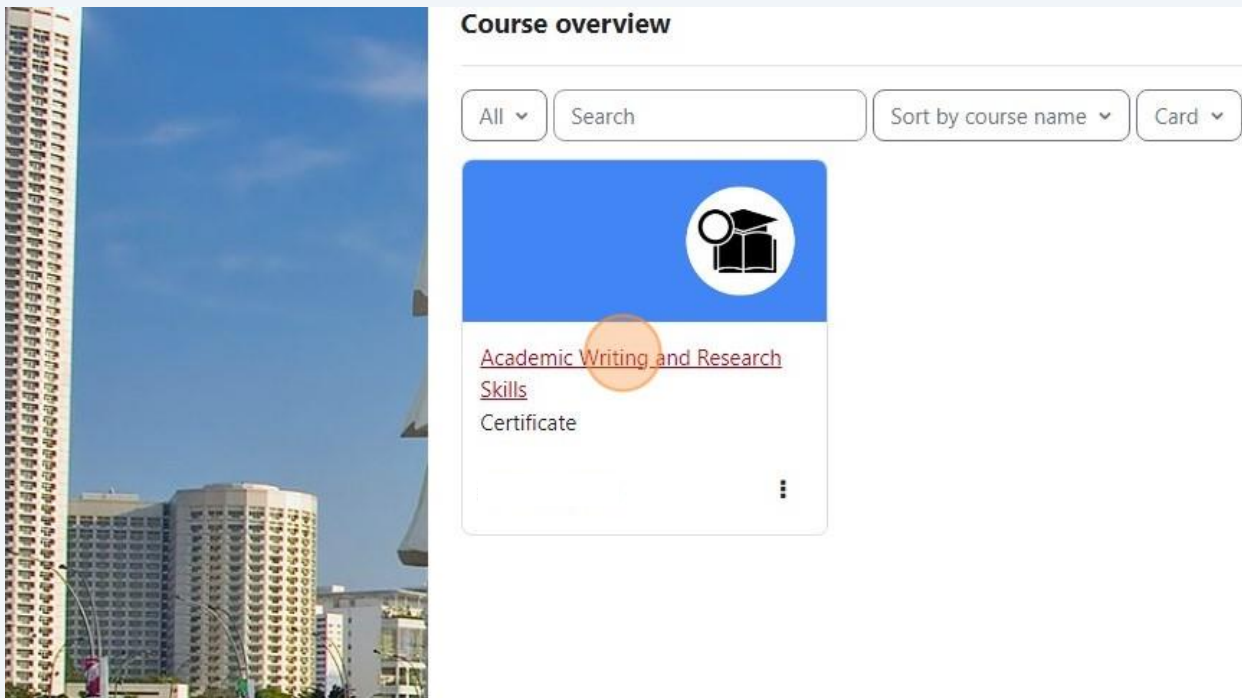 Course overview
All
Search
Sort by course name
Card
Academic Writing and Research
Skills
Certificate